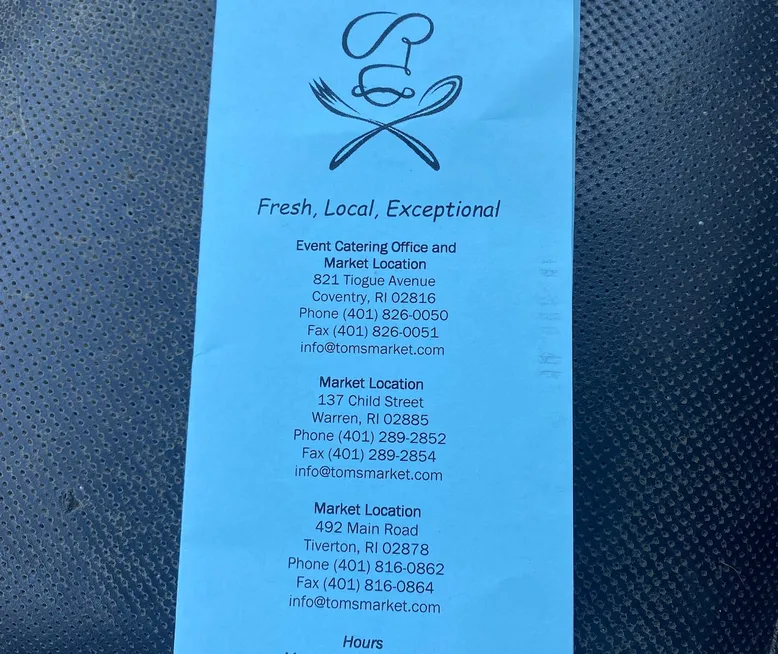 Fresh, Local, Exceptional
Event Catering Office and
Market Location
821 Tiogue Avenue
Coventry, RI 02816
Phone (401) 826-0050
Fax (401) 826-0051
info@tomsmarket.com
Market Location
137 Child Street
Warren, RI 02885
Phone (401) 289-2852
Fax (401) 289-2854
info@tomsmarket.com
Market Location
492 Main Road
Tiverton, RI 02878
Phone (401) 816-0862
Fax (401) 816-0864
info@tomsmarket.com
Hours